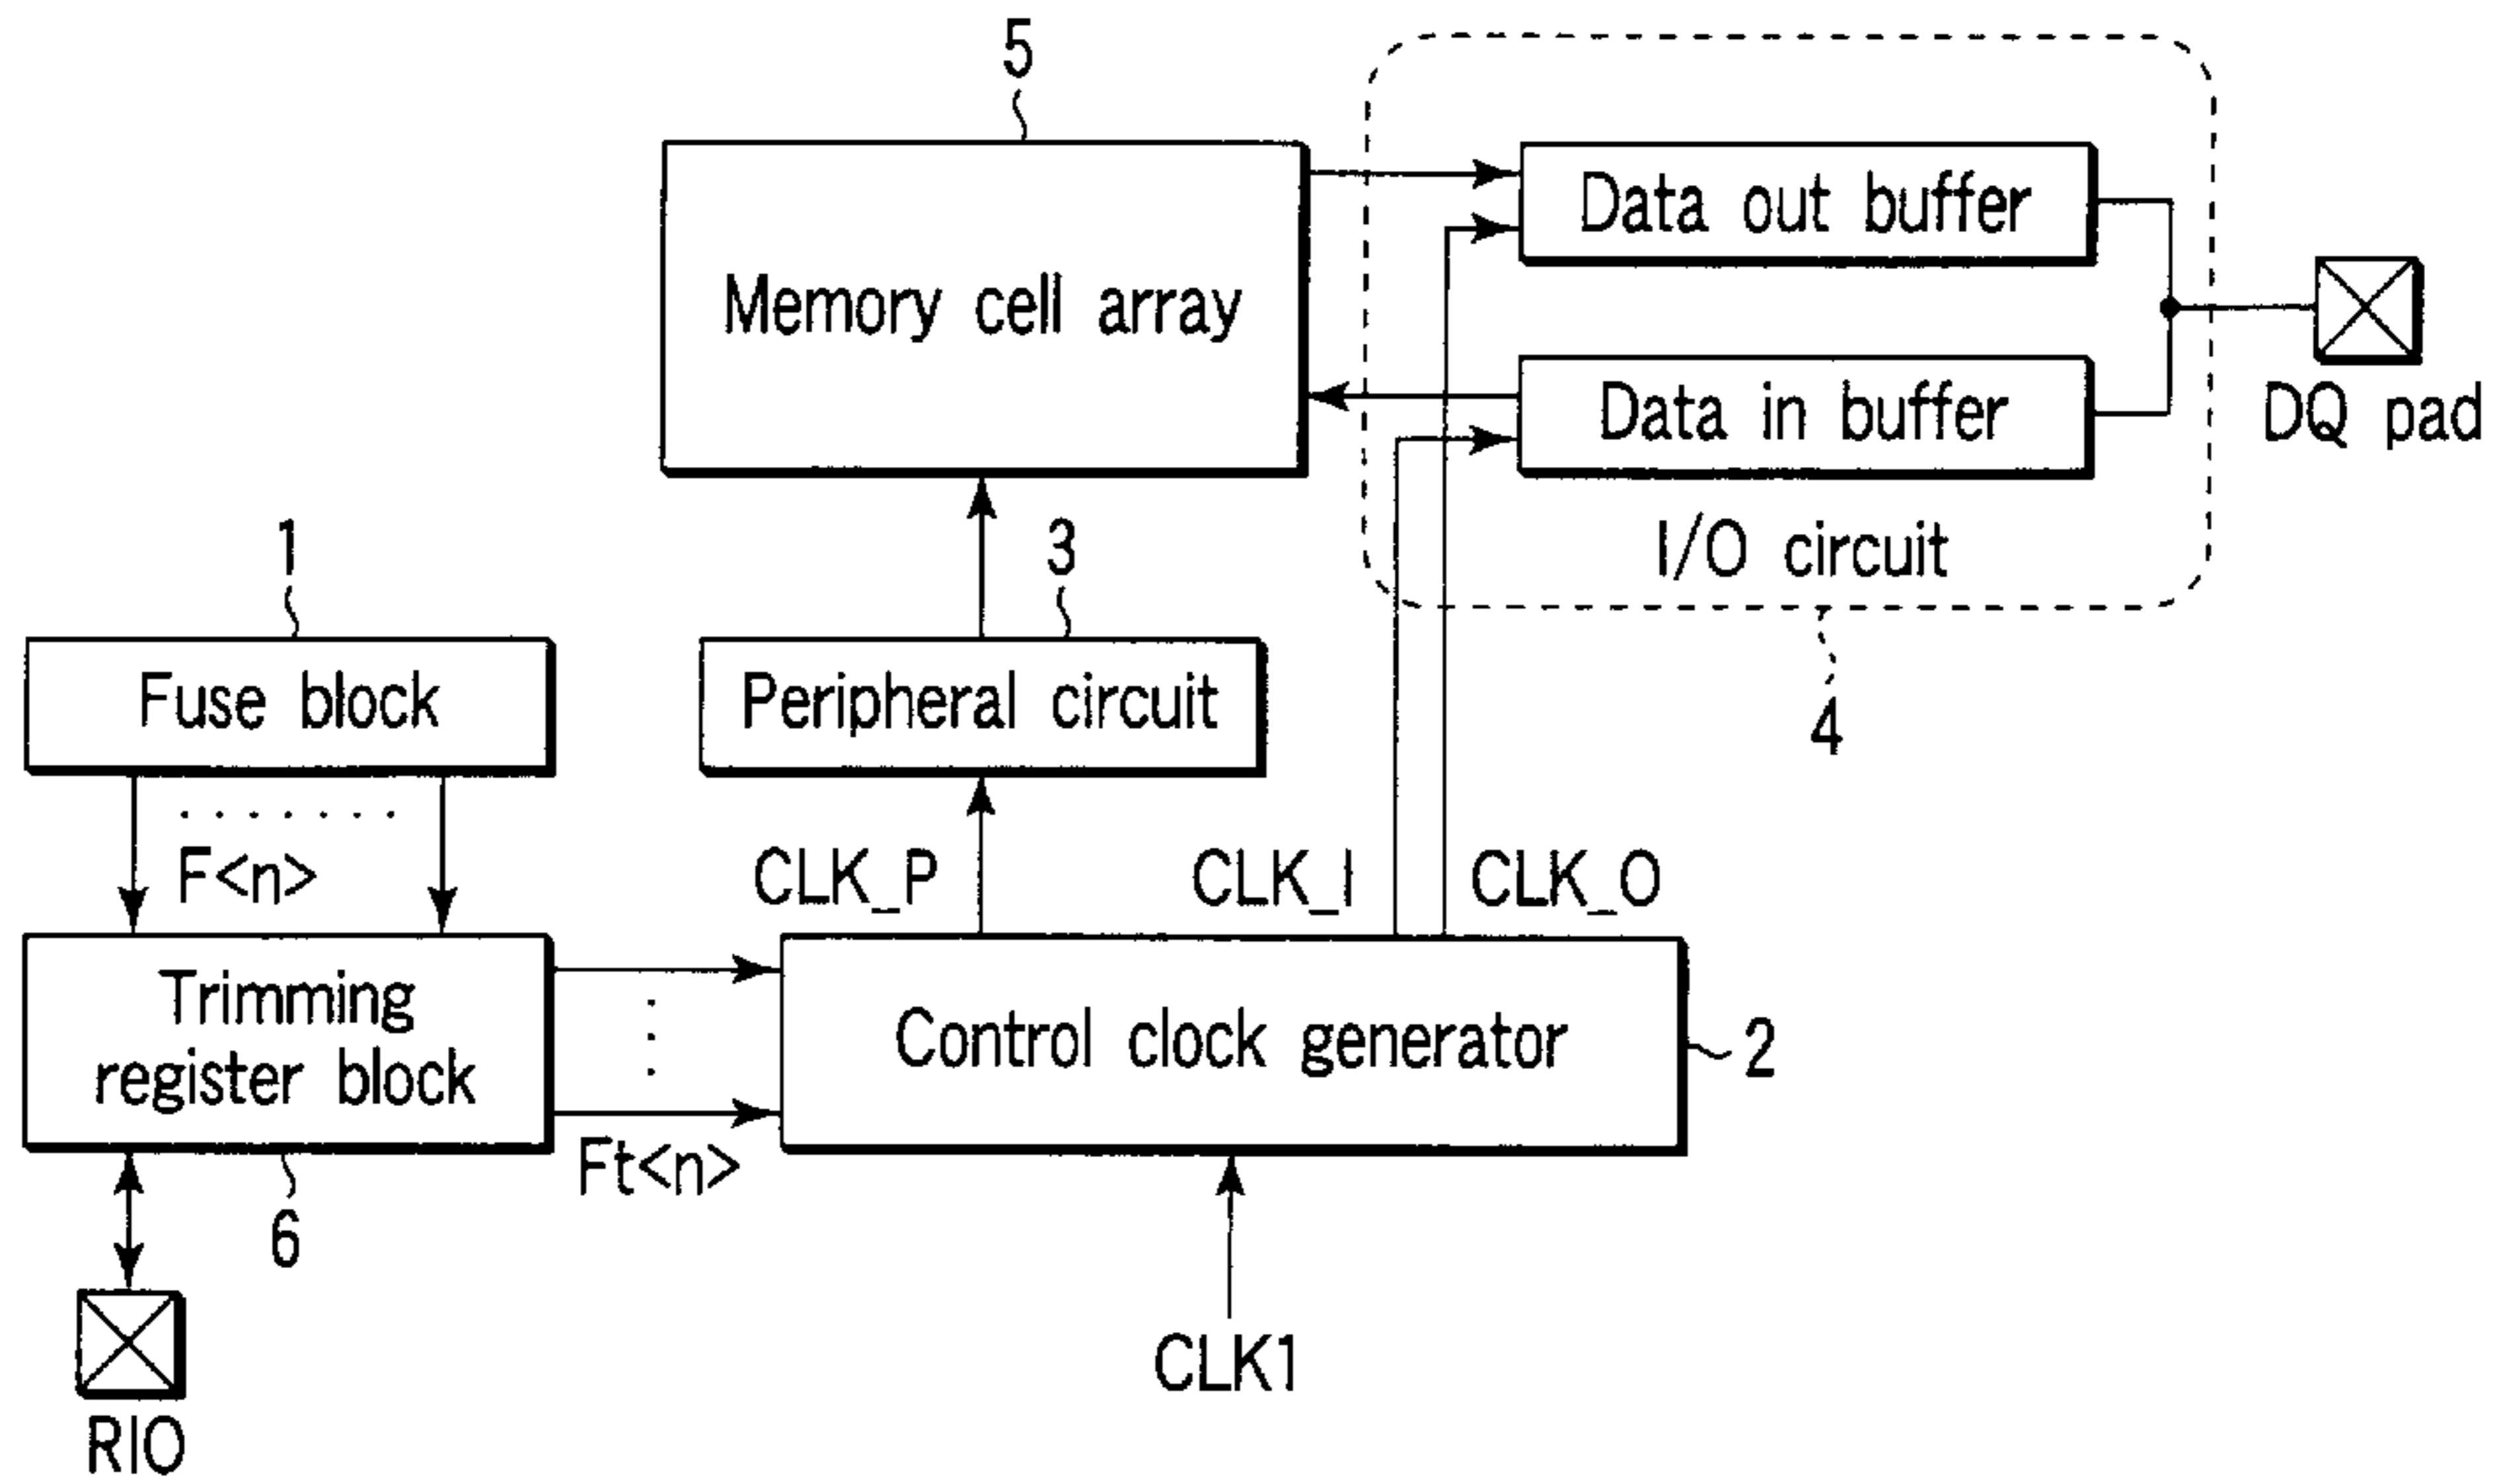 5
Memory cell array
Data out buffer
Data in buffer
DQ pad
I/O circuit
4
1
3
Fuse block
Peripheral circuit
F<n>
CLK_P
CLK_I
CLK_O
Trimming
register block
Control clock generator
2
Ft<n>
6
CLK1
RIO